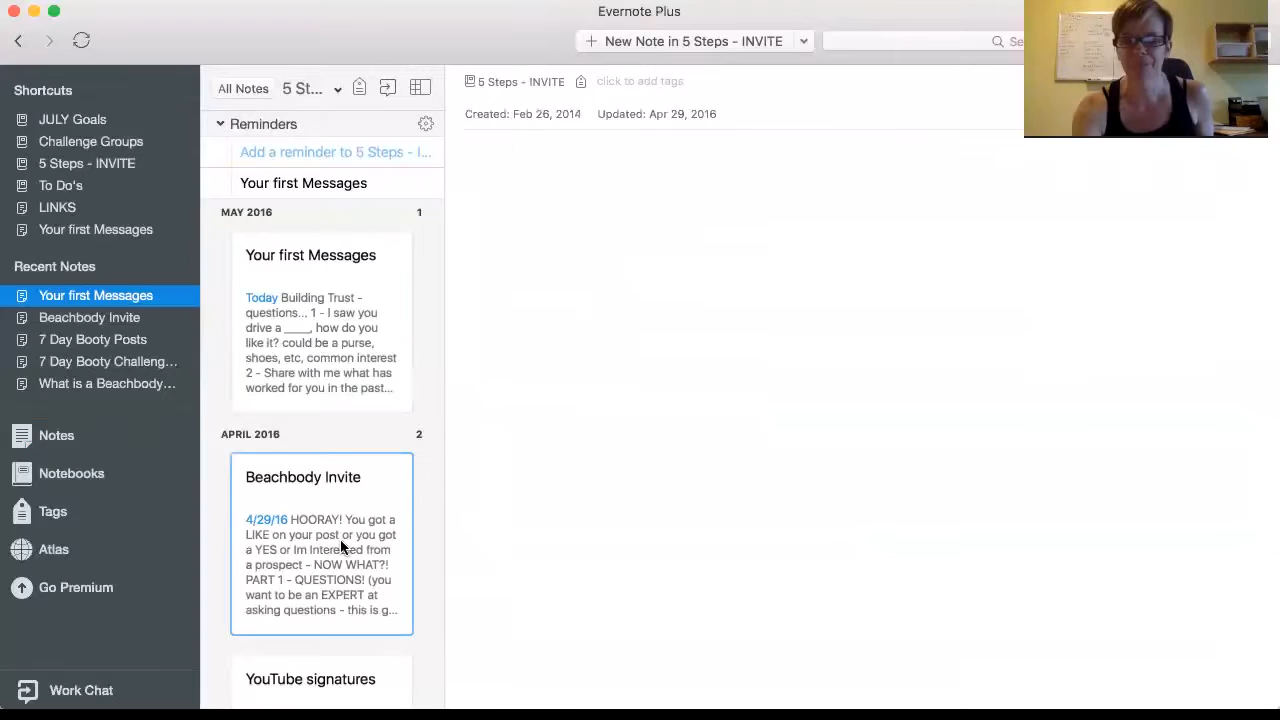 Evernote Plus
New Note in 5 Steps - INVITE
Shortcuts
JULY Goals
Challenge Groups
5 Steps - INVITE
To Do's
LINKS
Your first Messages
Recent Notes
Your first Messages
Beachbody Invite
7 Day Booty Posts
7 Day Booty Challeng...
What is a Beachbody...
Notes
Notebooks
Tags
Atlas
Go Premium
Work Chat
All Notes 5 St...
Reminders
Add a reminder to 5 Steps - I...
Your first Messages
MAY 2016 1
Your first Messages
Today Building Trust -
questions... 1 - I saw you
drive a ____, how do you
like it? could be a purse,
shoes, etc, common interest
2 - Share with me what has
worked for you in the past...
APRIL 2016 2
Beachbody Invite
4/29/16 HOORAY! You got a
LIKE on your post or you got
a YES or Im Interested from
a prospect - NOW WHAT?!
PART 1 - QUESTIONS! (you
want to be an EXPERT at
asking questions - this is g...
YouTube signatures
5 Steps - INVITE click to add tags
Created: Feb 26, 2014 Updated: Apr 29, 2016